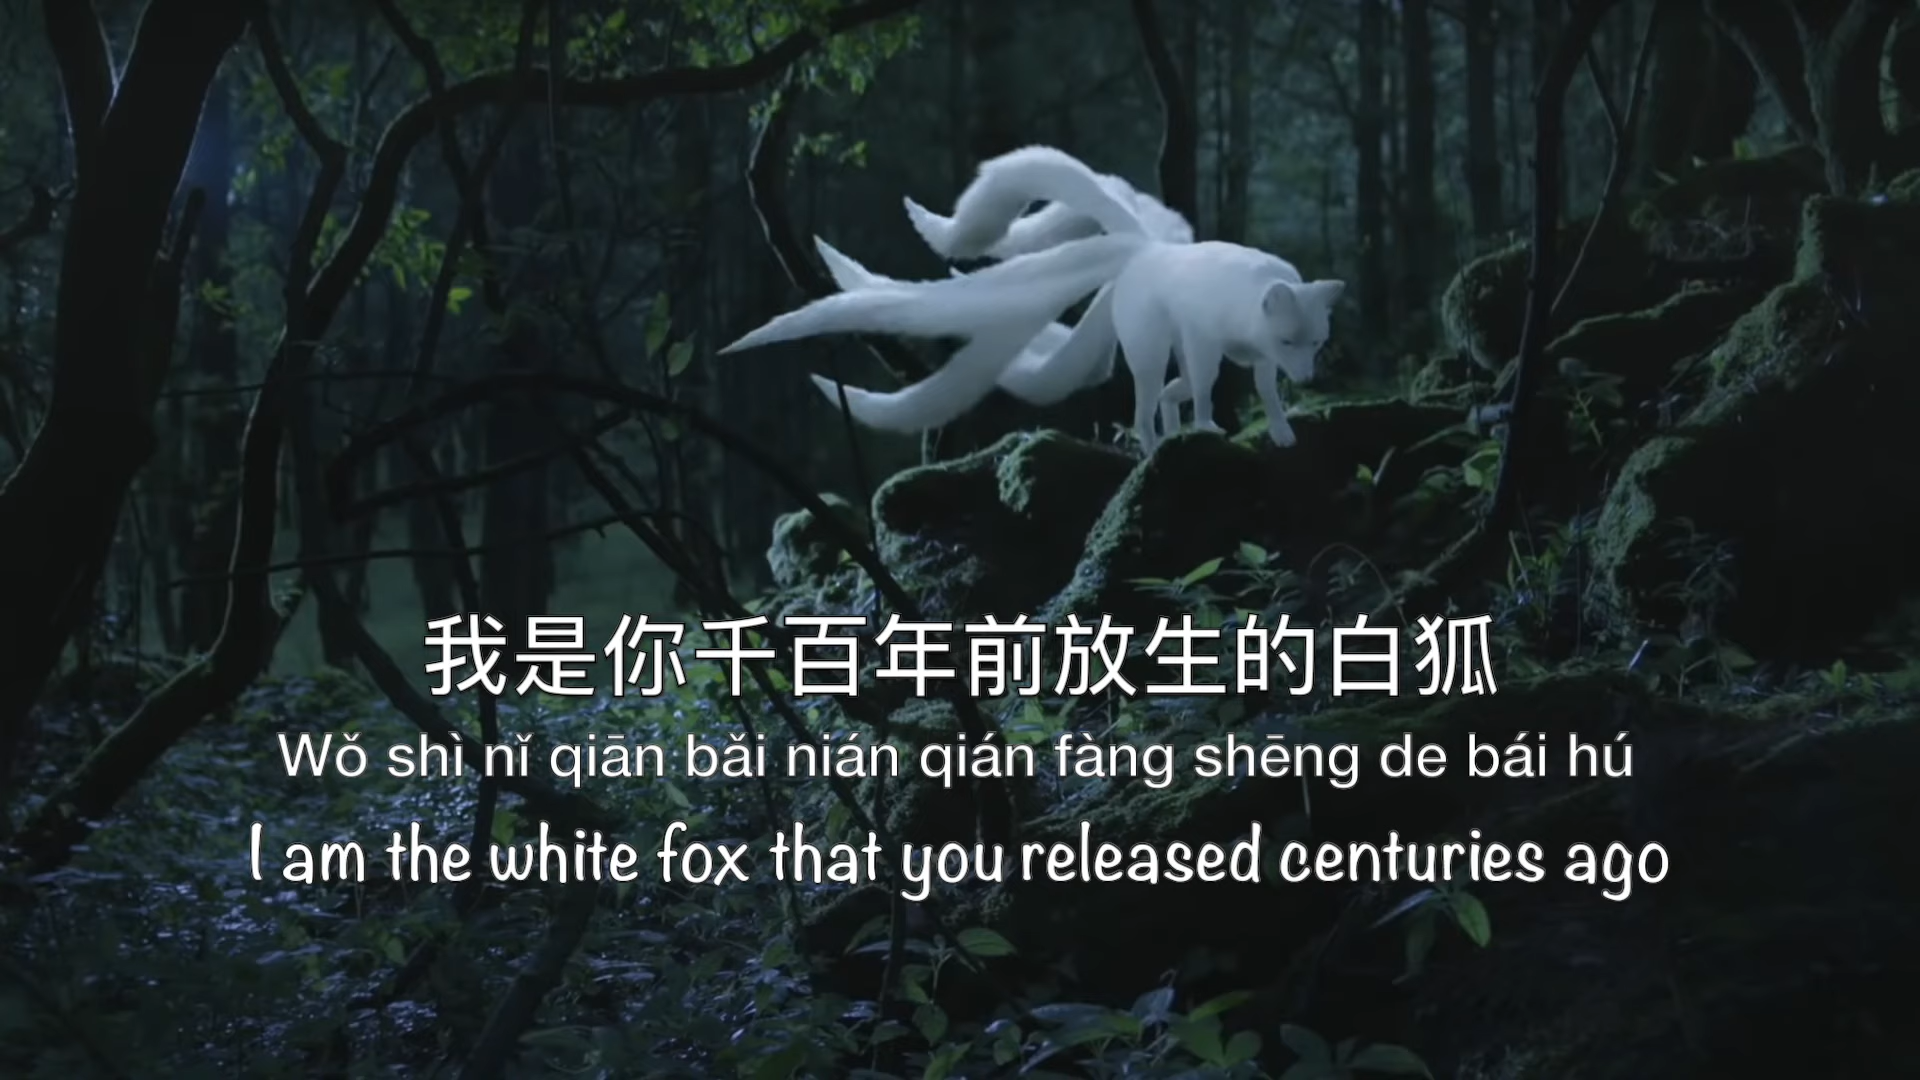 我是你千百年前放生的白狐
Wǒ shì nǐ qiān bǎi nián qián fàng shēng de bái hú
I am the white fox that you released centuries ago